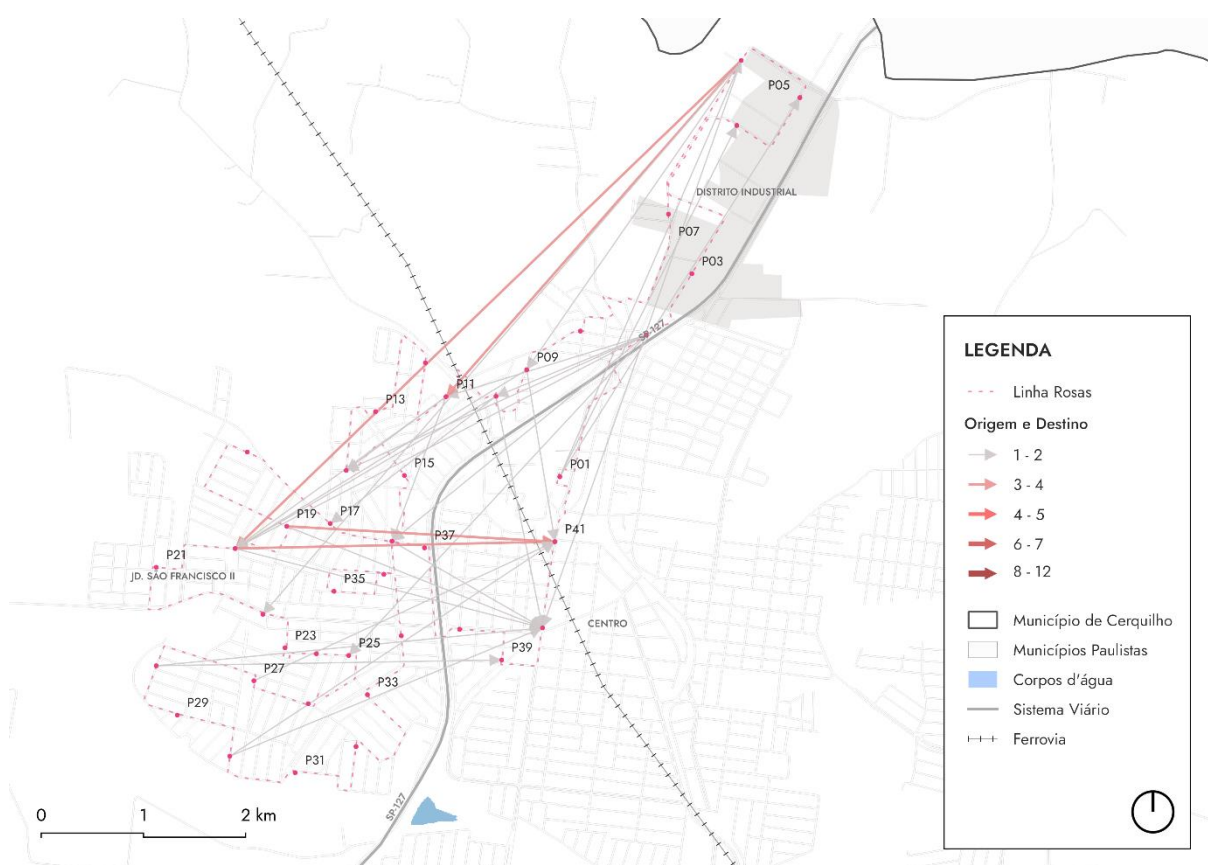 P05
DISTRITO INDUSTRIAL
P07
P03
SP-127
P09
P11
P13
P15
P01
P19
P17
P37
P41
P21
JD. SÃO FRANCISCO II
P35
CENTRO
P23
P25
P39
P27
P33
P29
P31
SP-127
0 1 2 km
LEGENDA
Linha Rosas
Origem e Destino
1 - 2
3 - 4
4 - 5
6 - 7
8 - 12
Município de Cerquilho
Municípios Paulistas
Corpos d'água
Sistema Viário
Ferrovia